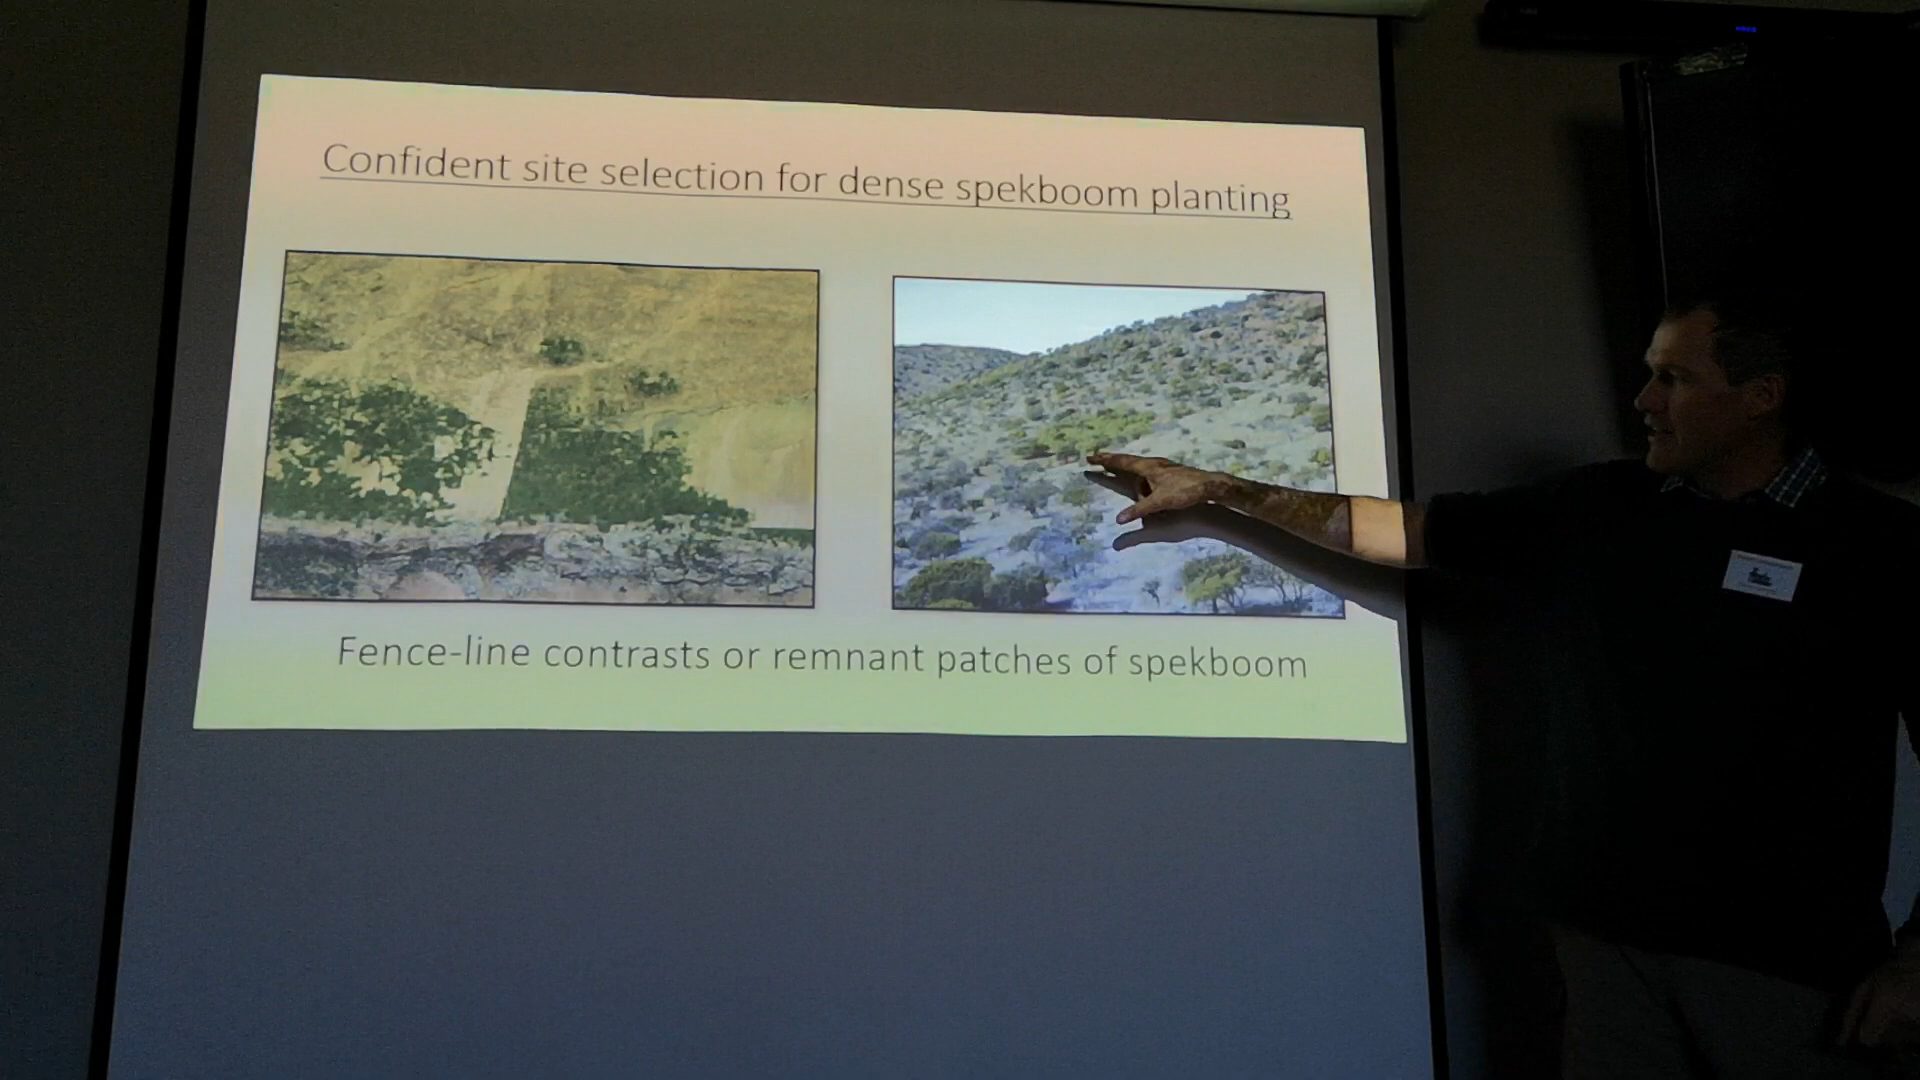 Confident site selection for dense spekboom planting
Fence-line contrasts or remnant patches of spekboom